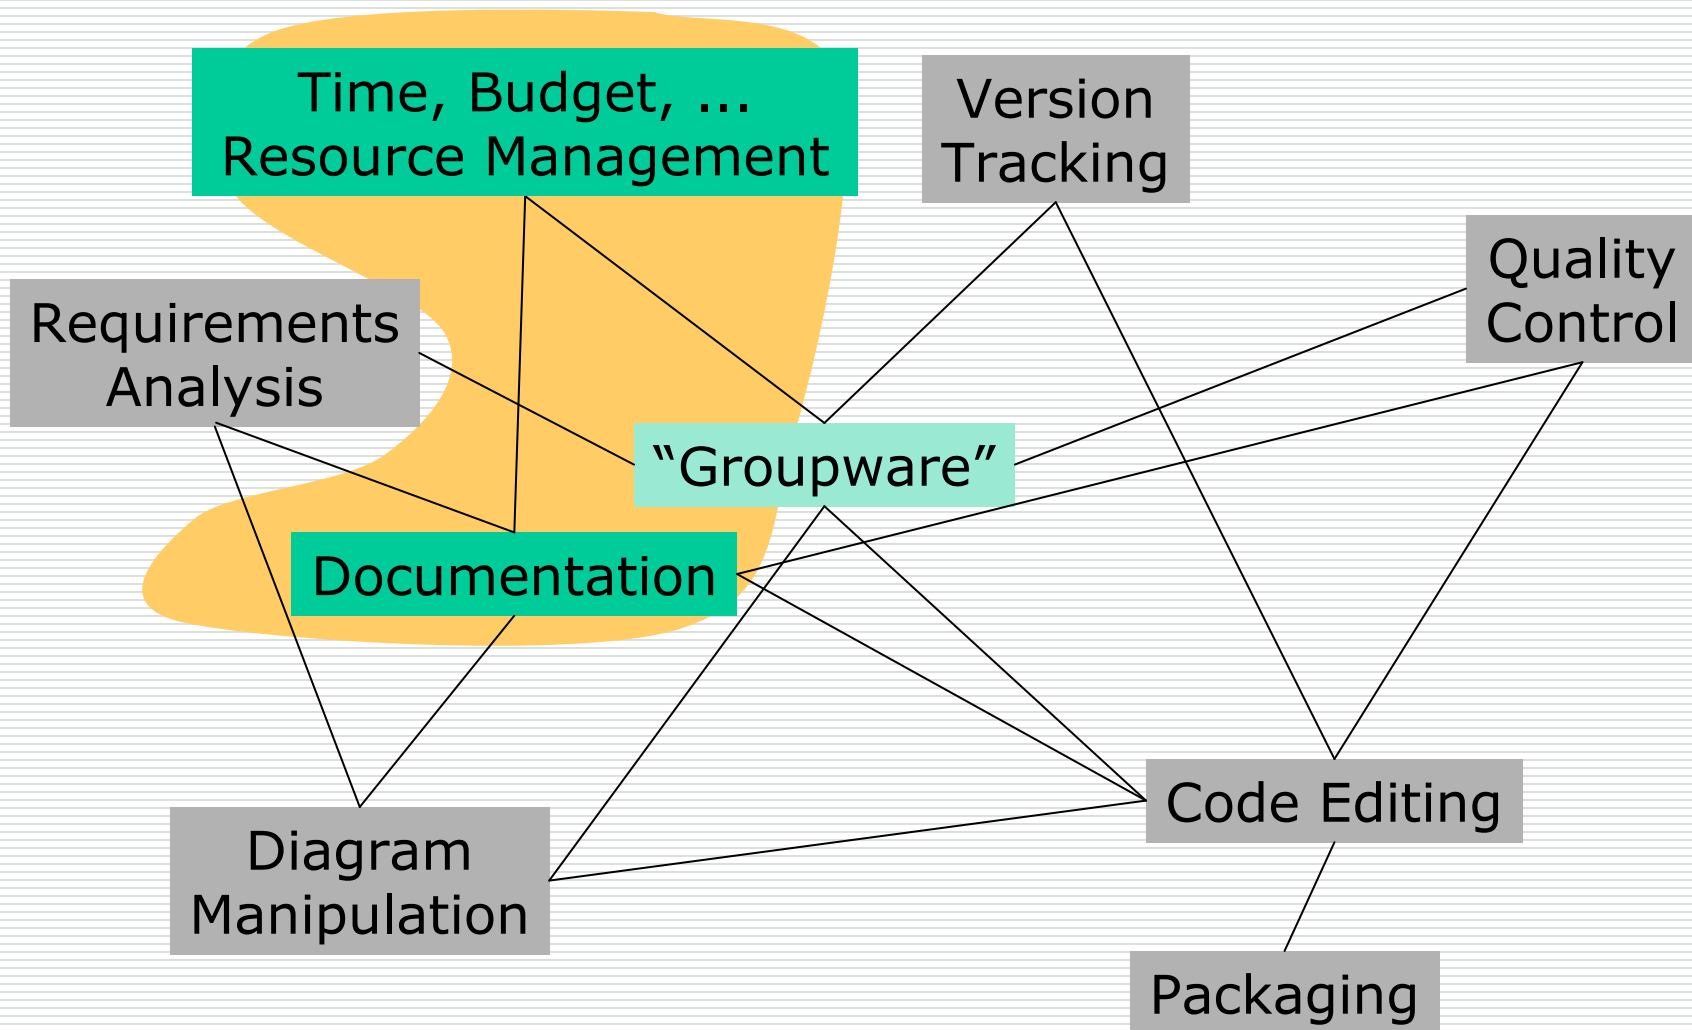 Time, Budget, ...
Resource Management
Version
Tracking
Quality
Control
Requirements
Analysis
“Groupware”
Documentation
Code Editing
Diagram
Manipulation
Packaging